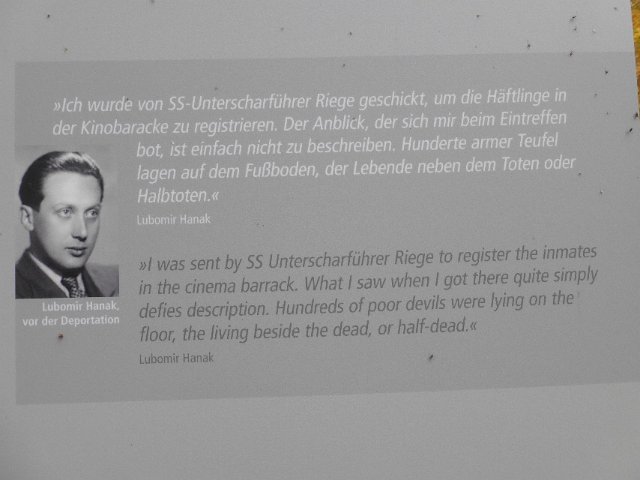 »Ich wurde von SS-Unterscharführer Riege geschickt, um die Häftlinge in
der Kinobaracke zu registrieren. Der Anblick, der sich mir beim Eintreffen
bot, ist einfach nicht zu beschreiben. Hunderte armer Teufel
lagen auf dem Fußboden, der Lebende neben dem Toten oder
Halbtoten.«
Lubomir Hanak
Lubomir Hanak,
vor der Deportation
»I was sent by SS Unterscharführer Riege to register the inmates
in the cinema barrack. What I saw when I got there quite simply
defies description. Hundreds of poor devils were lying on the
floor, the living beside the dead, or half-dead.«
Lubomir Hanak